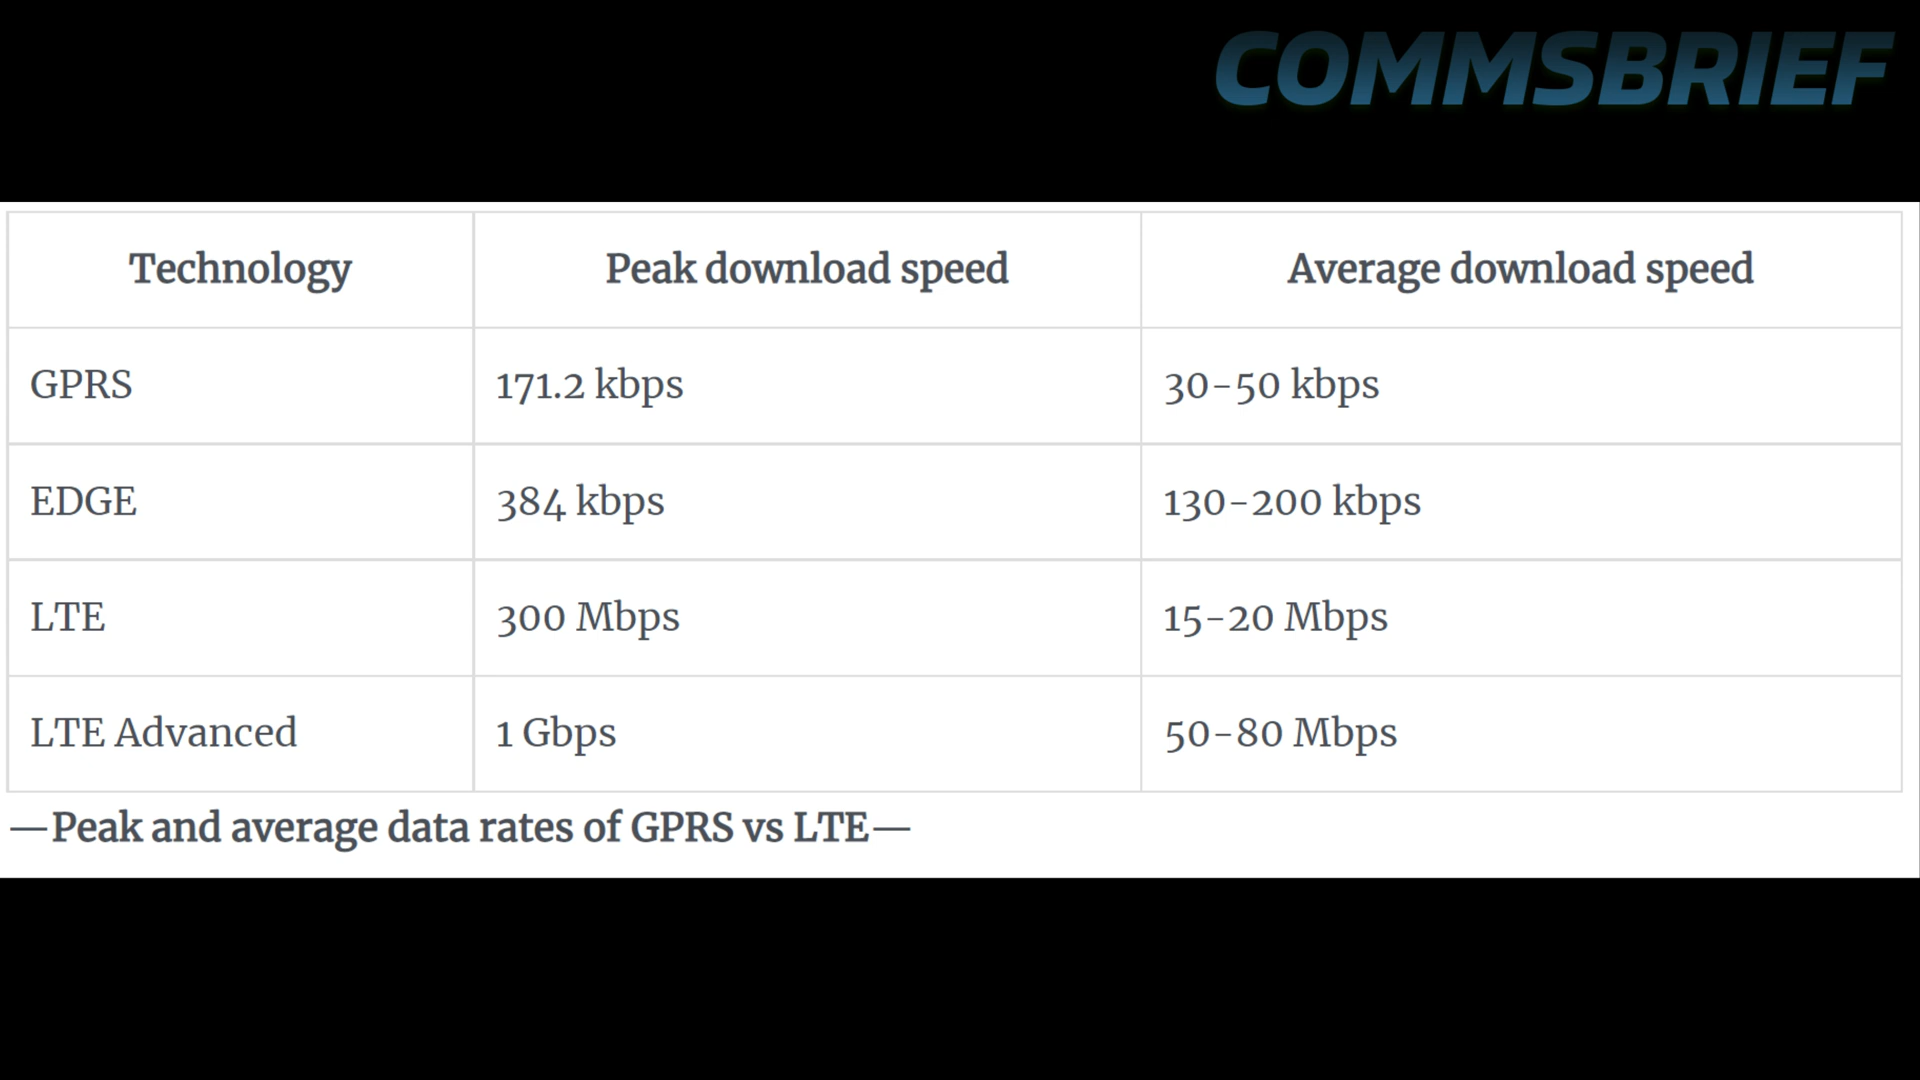 COMMSBRIEF
Technology Peak download speed Average download speed
GPRS 171.2 kbps 30-50 kbps
EDGE 384 kbps 130-200 kbps
LTE 300 Mbps 15-20 Mbps
LTE Advanced 1 Gbps 50-80 Mbps
—Peak and average data rates of GPRS vs LTE—